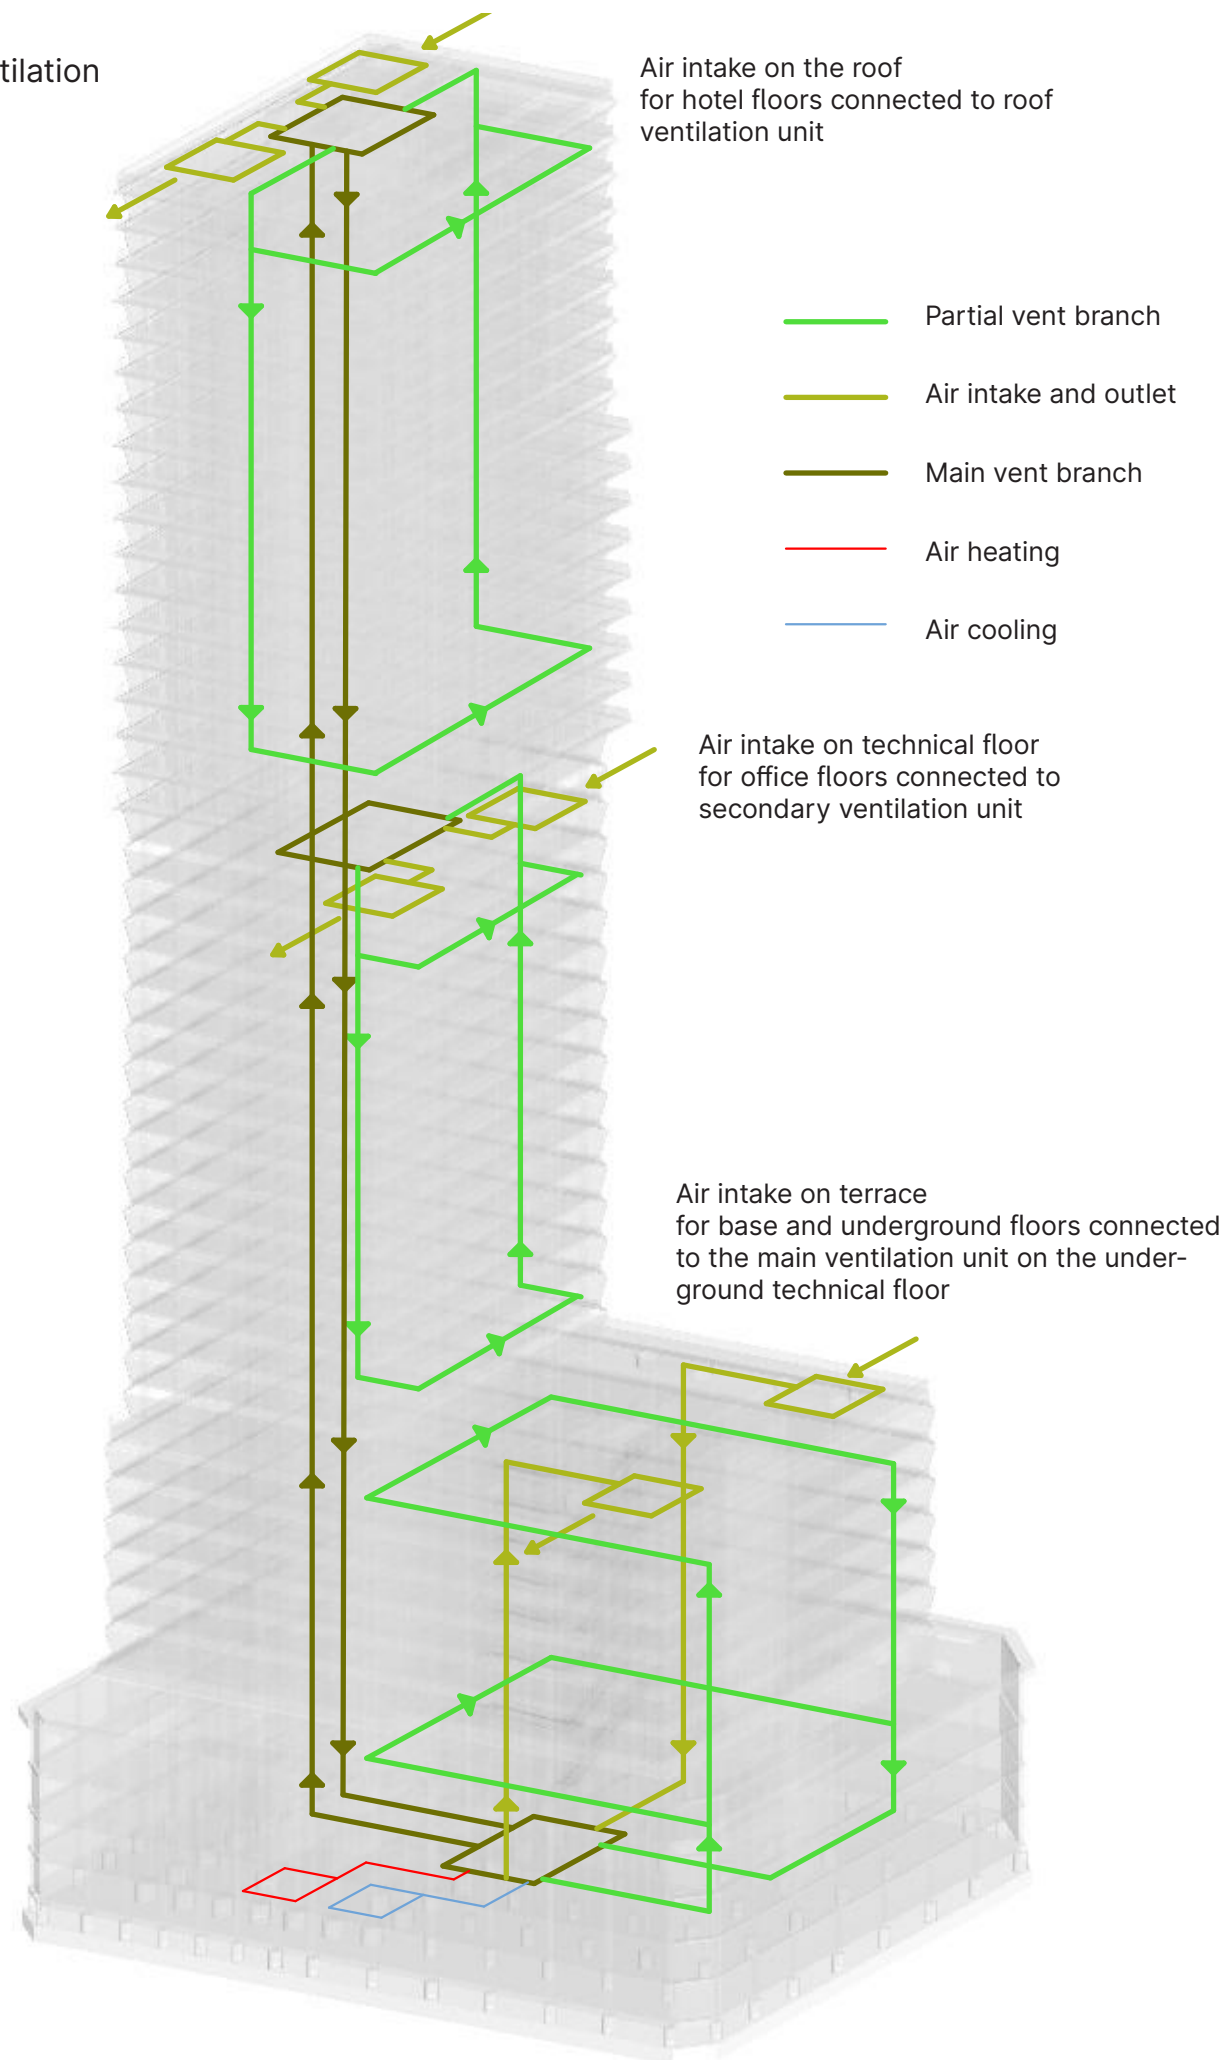 tilation
Air intake on the roof
for hotel floors connected to roof
ventilation unit
Partial vent branch
Air intake and outlet
Main vent branch
Air heating
Air cooling
Air intake on technical floor
for office floors connected to
secondary ventilation unit
Air intake on terrace
for base and underground floors connected
to the main ventilation unit on the under-
ground technical floor